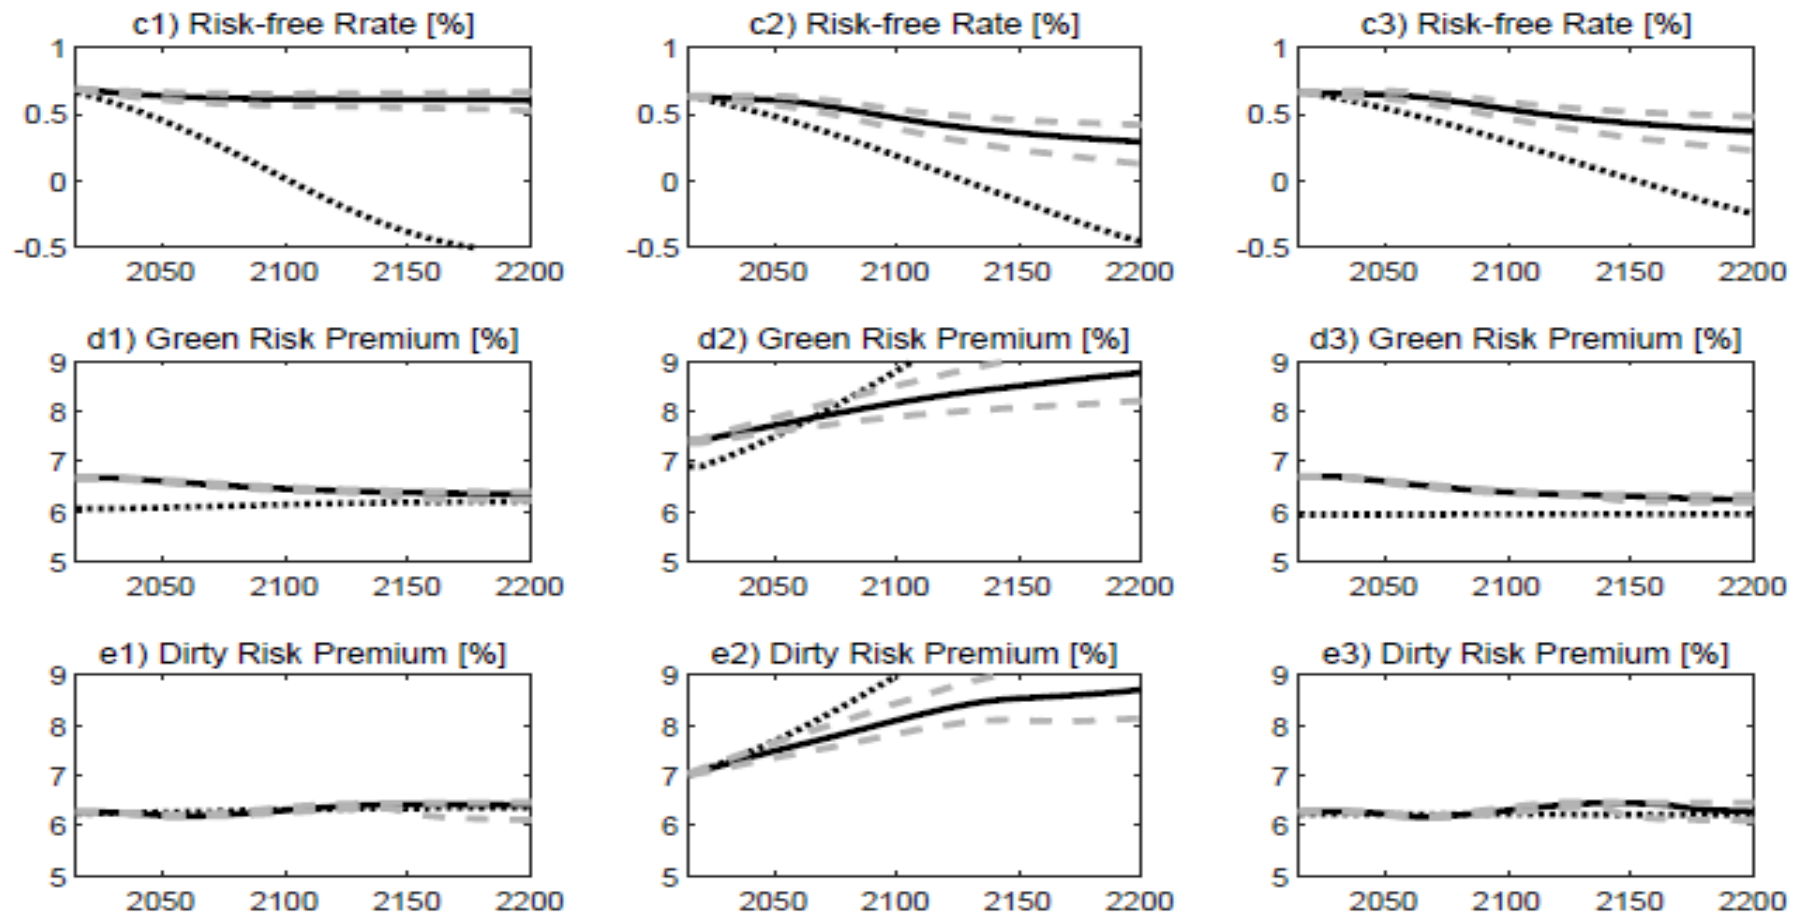 c1) Risk-free Rrate [%] c2) Risk-free Rate [%] c3) Risk-free Rate [%]
1 1 1
0.5 0.5 0.5
0 0 0
-0.5 -0.5 -0.5
2050 2100 2150 2200 2050 2100 2150 2200 2050 2100 2150 2200
d1) Green Risk Premium [%] d2) Green Risk Premium [%] d3) Green Risk Premium [%]
9 9 9
8 8 8
7 7 7
6 6 6
5 5 5
2050 2100 2150 2200 2050 2100 2150 2200 2050 2100 2150 2200
e1) Dirty Risk Premium [%] e2) Dirty Risk Premium [%] e3) Dirty Risk Premium [%]
9 9 9
8 8 8
7 7 7
6 6 6
5 5 5
2050 2100 2150 2200 2050 2100 2150 2200 2050 2100 2150 2200